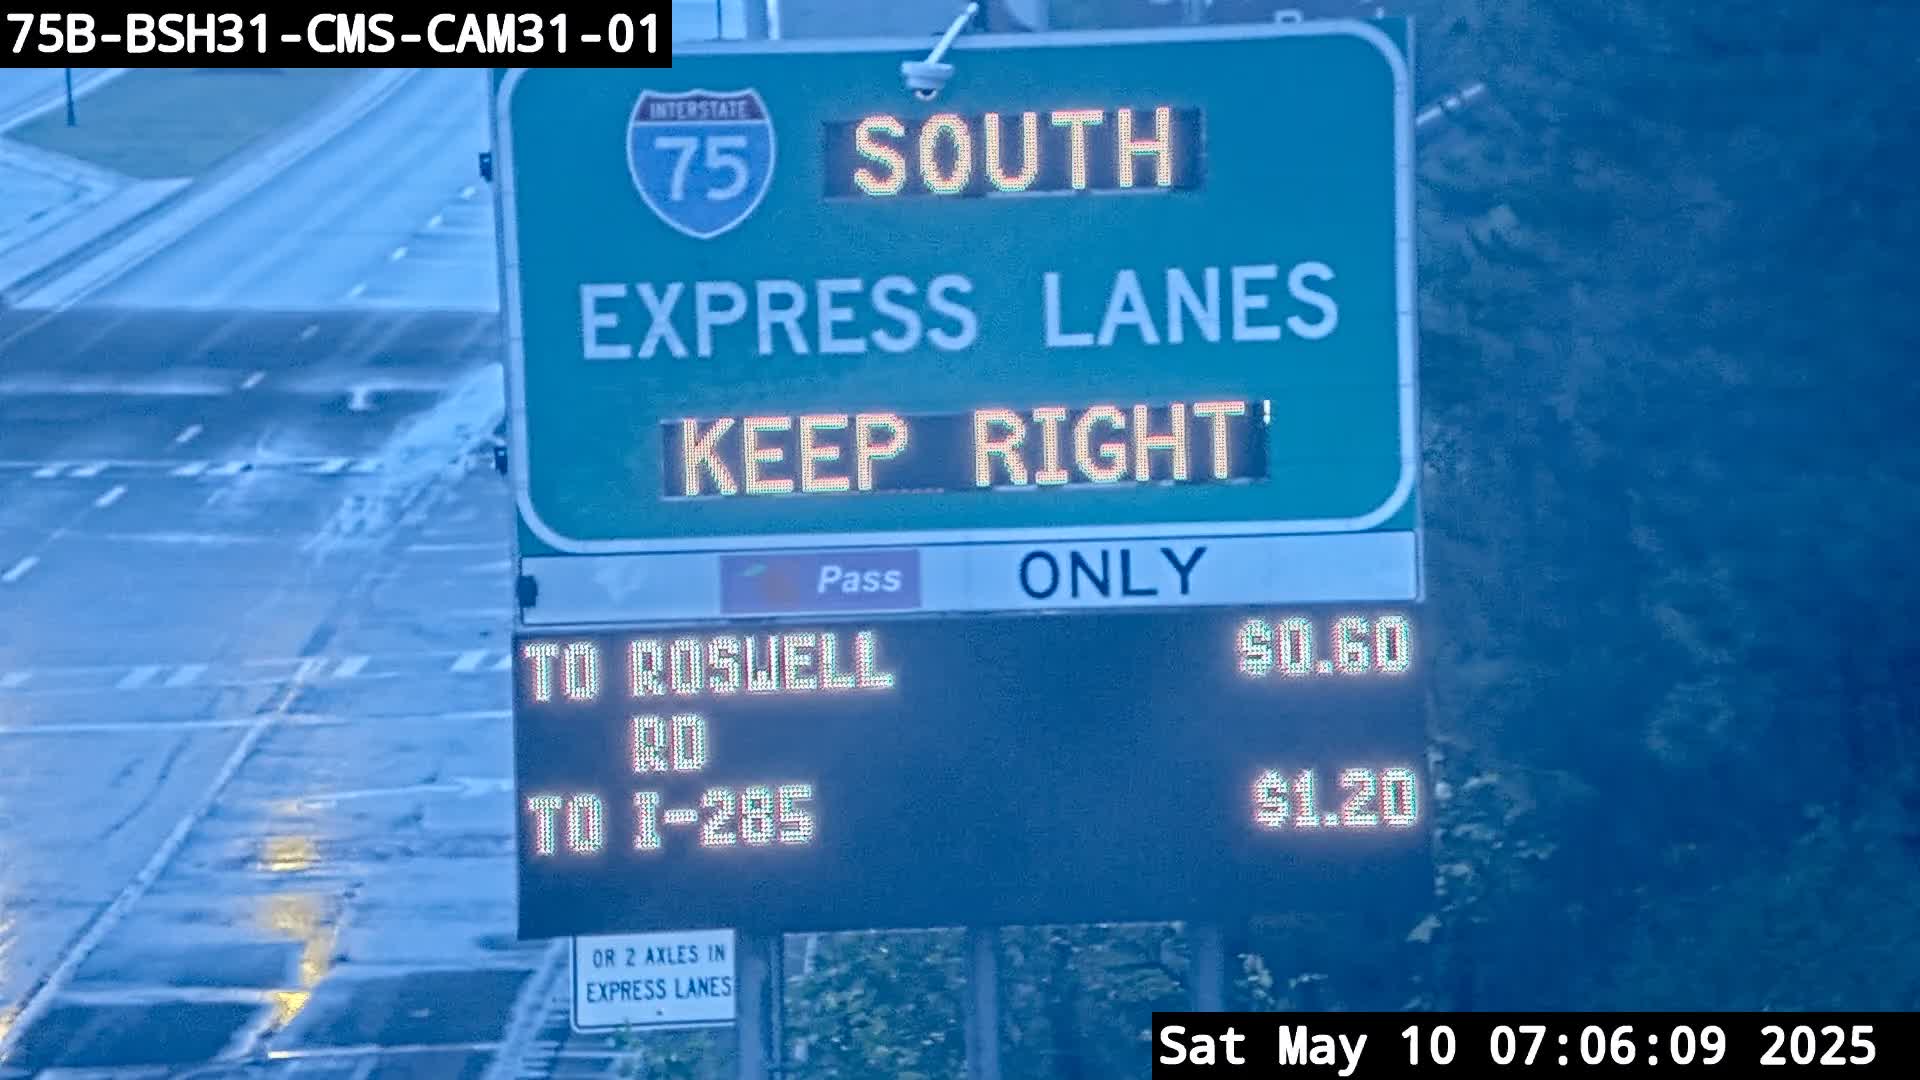 75B-BSH31-CMS-CAM31-01
INTERSTATE
75
SOUTH
EXPRESS LANES
KEEP RIGHT
Pass
ONLY
TO ROSWELL $0.60
RD
TO I-285 $1.20
OR 2 AXLES IN
EXPRESS LANES
Sat May 10 07:06:09 2025